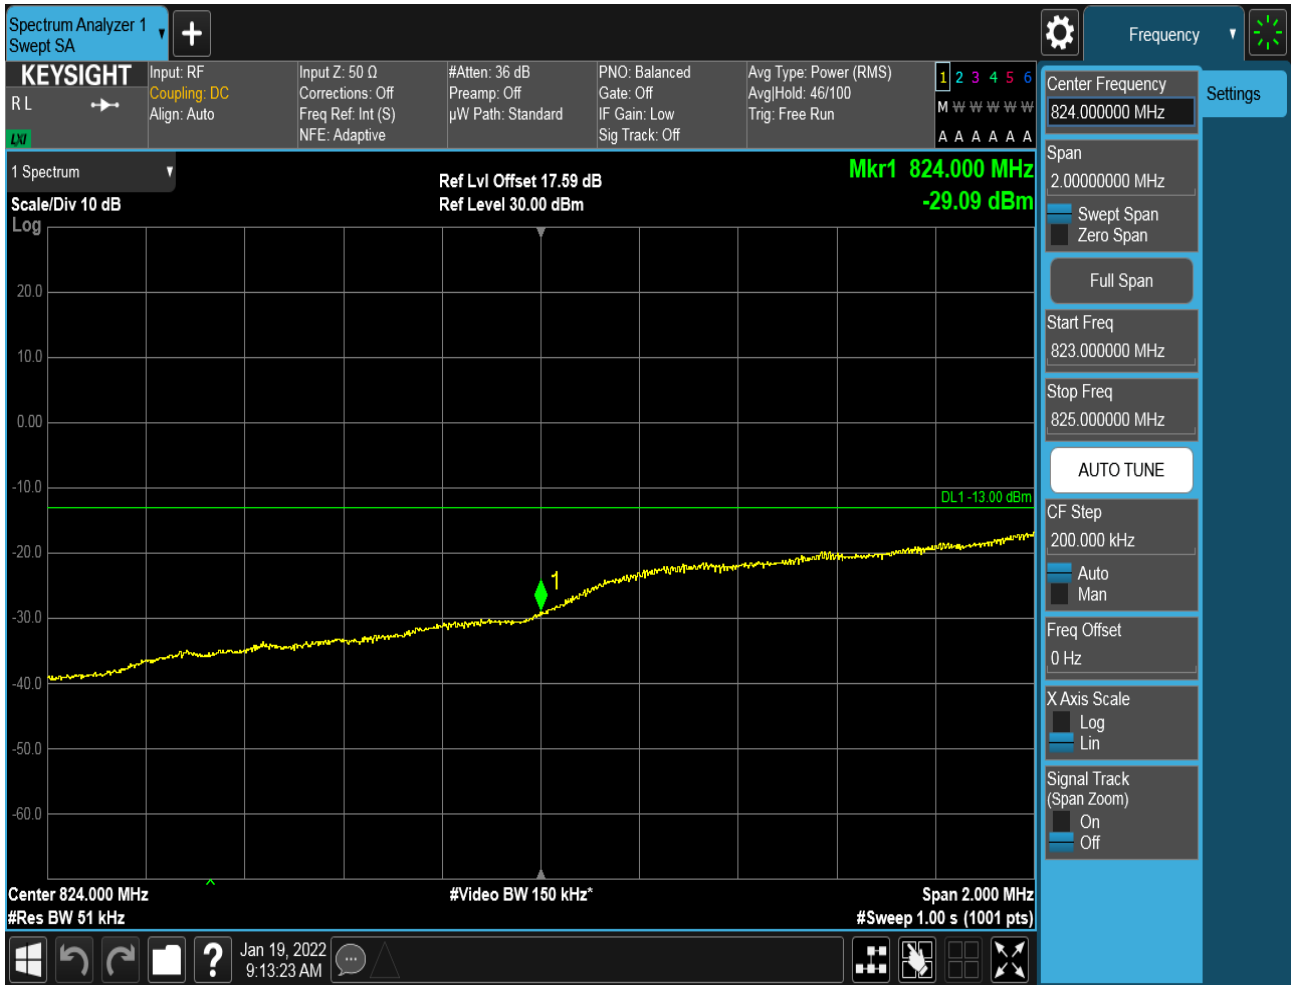 Spectrum Analyzer 1
Swept SA
Frequency
KEYSIGHT
R L
LXI
Input: RF
Coupling: DC
Align: Auto
Input Z: 50 Ω
Corrections: Off
Freq Ref: Int (S)
NFE: Adaptive
#Atten: 36 dB
Preamp: Off
µW Path: Standard
PNO: Balanced
Gate: Off
IF Gain: Low
Sig Track: Off
Avg Type: Power (RMS)
Avg|Hold: 46/100
Trig: Free Run
1 2 3 4 5 6
M W W W W W
A A A A A A
1 Spectrum
Scale/Div 10 dB
Log
Ref Lvl Offset 17.59 dB
Ref Level 30.00 dBm
Mkr1 824.000 MHz
-29.09 dBm
20.0
10.0
0.00
-10.0
DL1 -13.00 dBm
-20.0
1
-30.0
-40.0
-50.0
-60.0
Center 824.000 MHz
#Video BW 150 kHz*
Span 2.000 MHz
#Res BW 51 kHz
#Sweep 1.00 s (1001 pts)
?
Jan 19, 2022
9:13:23 AM
Center Frequency
824.000000 MHz
Settings
Span
2.00000000 MHz
Swept Span
Zero Span
Full Span
Start Freq
823.000000 MHz
Stop Freq
825.000000 MHz
AUTO TUNE
CF Step
200.000 kHz
Auto
Man
Freq Offset
0 Hz
X Axis Scale
Log
Lin
Signal Track
(Span Zoom)
On
Off